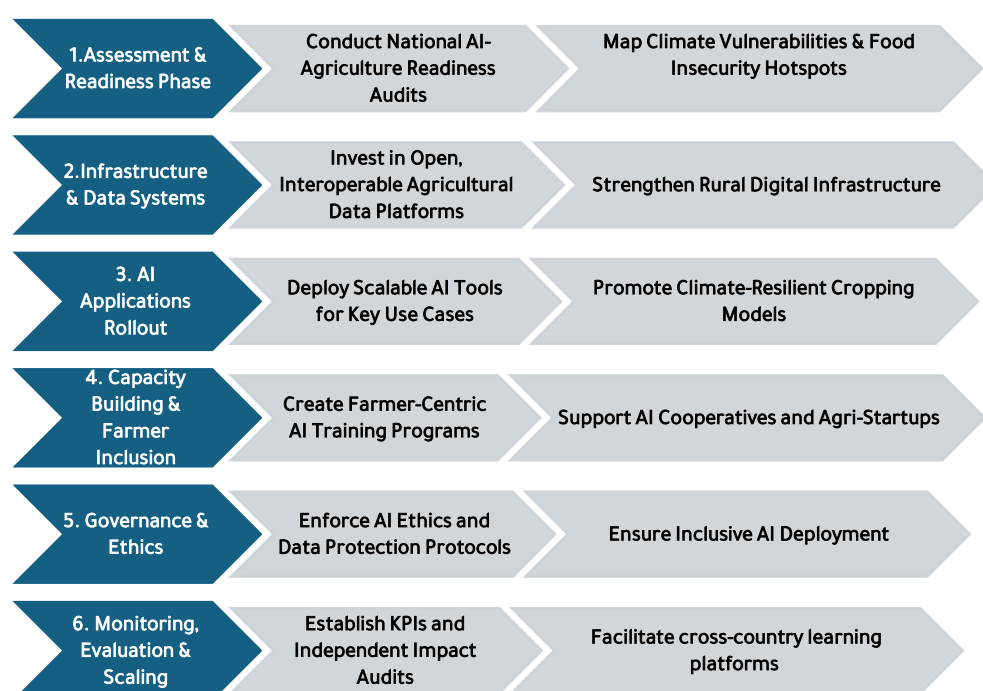 1.Assessment &
Readiness Phase
Conduct National AI-
Agriculture Readiness
Audits
Map Climate Vulnerabilities & Food
Insecurity Hotspots
2.Infrastructure
& Data Systems
Invest in Open,
Interoperable Agricultural
Data Platforms
Strengthen Rural Digital Infrastructure
3. AI
Applications
Rollout
Deploy Scalable AI Tools
for Key Use Cases
Promote Climate-Resilient Cropping
Models
4. Capacity
Building &
Farmer
Inclusion
Create Farmer-Centric
AI Training Programs
Support AI Cooperatives and Agri-Startups
5. Governance &
Ethics
Enforce AI Ethics and
Data Protection Protocols
Ensure Inclusive AI Deployment
6. Monitoring,
Evaluation &
Scaling
Establish KPIs and
Independent Impact
Audits
Facilitate cross-country learning
platforms